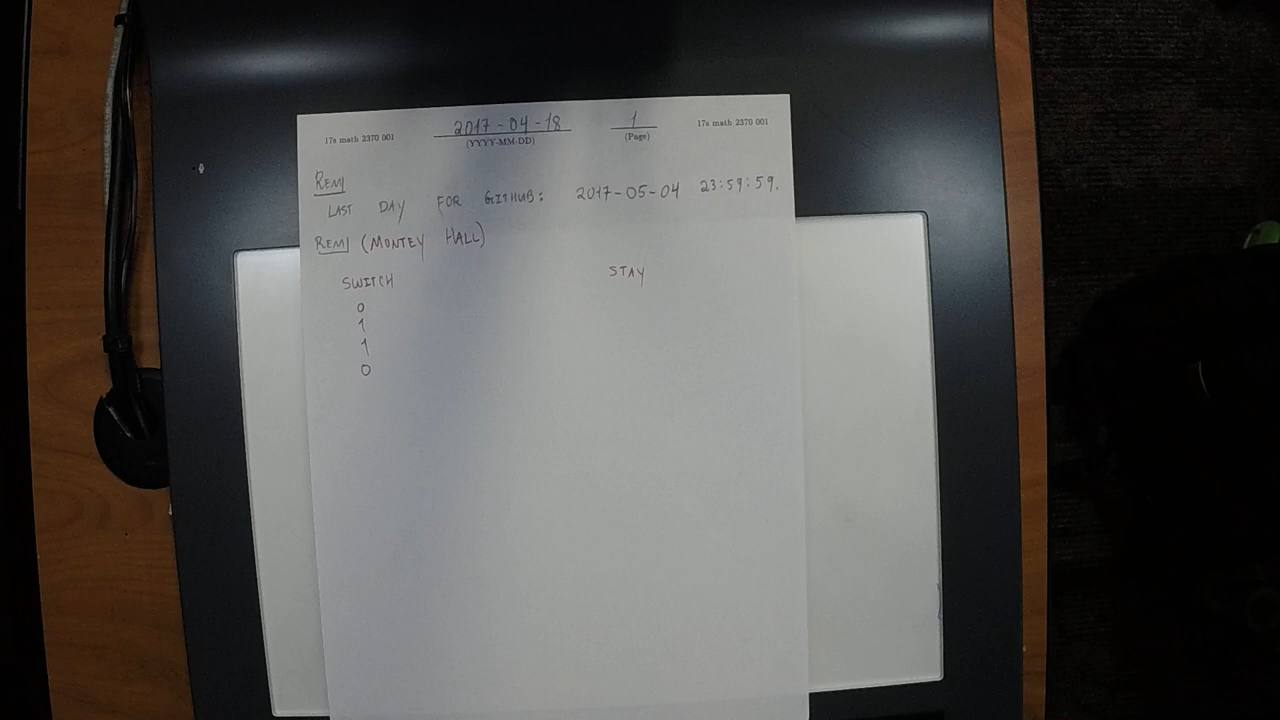 17s math 2370 001 2017-04-18 1 17s math 2370 001
(YYYY-MM-DD) (Page)
REM
LAST DAY FOR GITHUB: 2017-05-04 23:59:59.
REM (MONTEY HALL)
SWITCH STAY
0
1
1
0